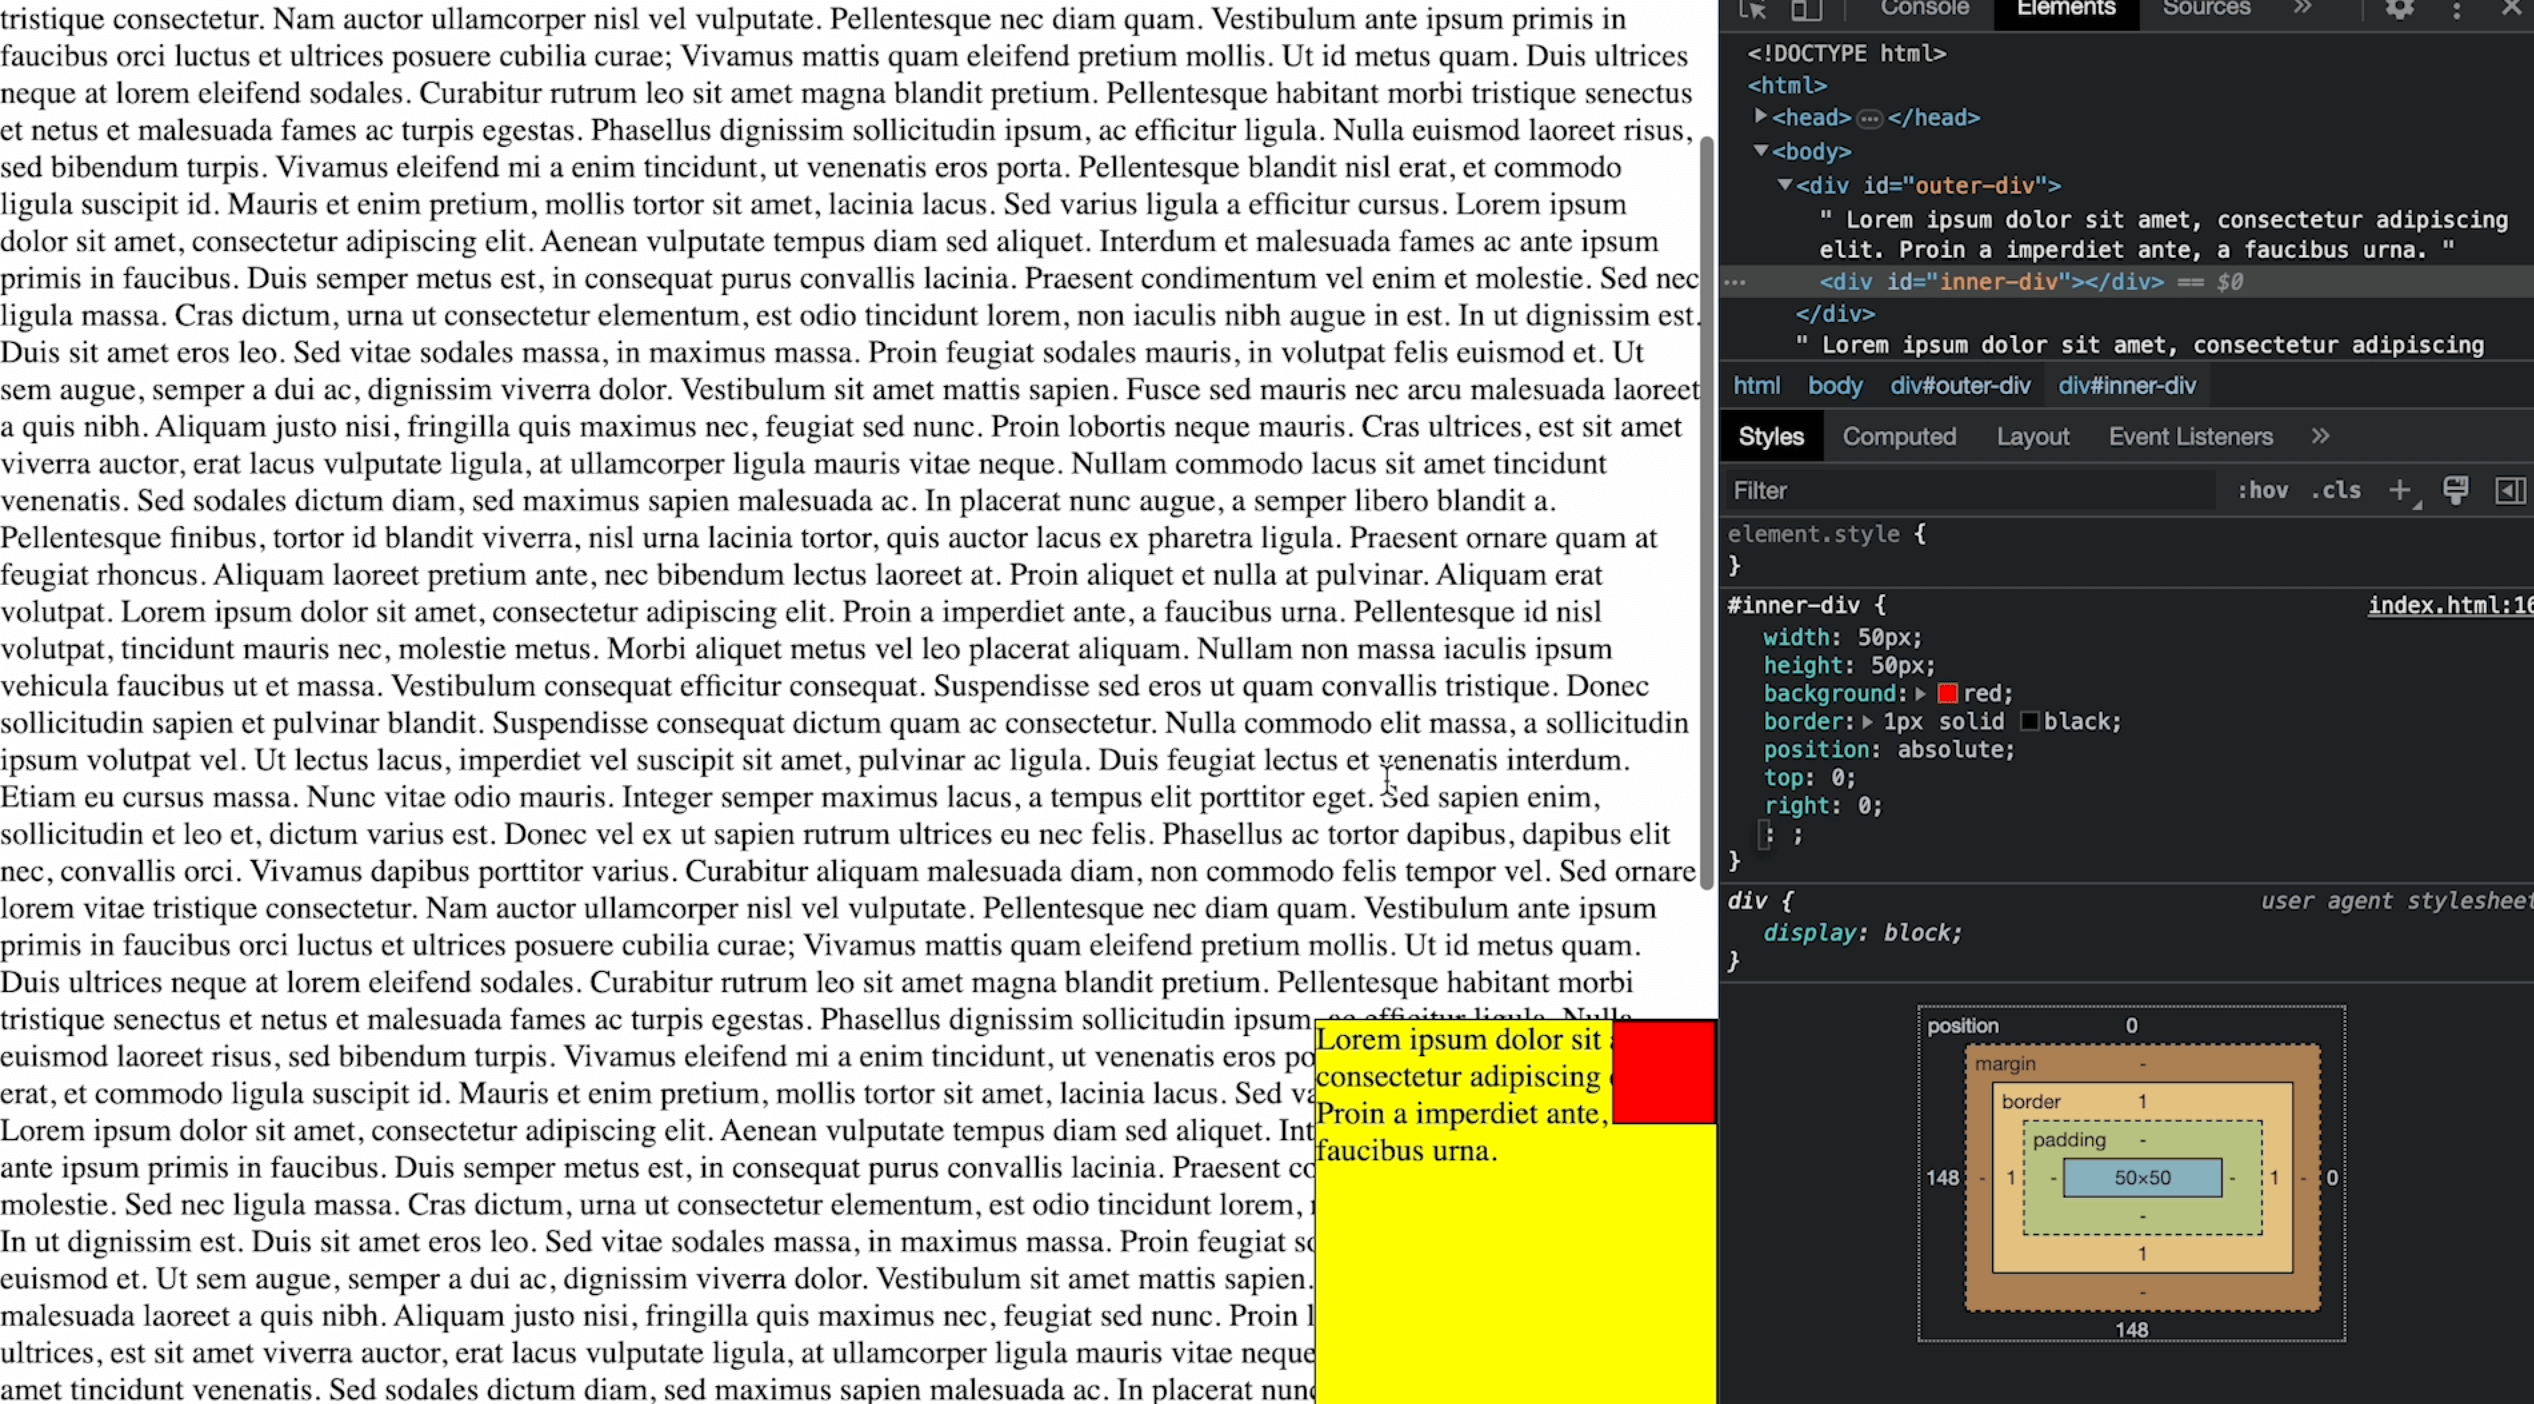 tristique consectetur. Nam auctor ullamcorper nisl vel vulputate. Pellentesque nec diam quam. Vestibulum ante ipsum primis in
faucibus orci luctus et ultrices posuere cubilia curae; Vivamus mattis quam eleifend pretium mollis. Ut id metus quam. Duis ultrices
neque at lorem eleifend sodales. Curabitur rutrum leo sit amet magna blandit pretium. Pellentesque habitant morbi tristique senectus
et netus et malesuada fames ac turpis egestas. Phasellus dignissim sollicitudin ipsum, ac efficitur ligula. Nulla euismod laoreet risus,
sed bibendum turpis. Vivamus eleifend mi a enim tincidunt, ut venenatis eros porta. Pellentesque blandit nisl erat, et commodo
ligula suscipit id. Mauris et enim pretium, mollis tortor sit amet, lacinia lacus. Sed varius ligula a efficitur cursus. Lorem ipsum
dolor sit amet, consectetur adipiscing elit. Aenean vulputate tempus diam sed aliquet. Interdum et malesuada fames ac ante ipsum
primis in faucibus. Duis semper metus est, in consequat purus convallis lacinia. Praesent condimentum vel enim et molestie. Sed nec
ligula massa. Cras dictum, urna ut consectetur elementum, est odio tincidunt lorem, non iaculis nibh augue in est. In ut dignissim est.
Duis sit amet eros leo. Sed vitae sodales massa, in maximus massa. Proin feugiat sodales mauris, in volutpat felis euismod et. Ut
sem augue, semper a dui ac, dignissim viverra dolor. Vestibulum sit amet mattis sapien. Fusce sed mauris nec arcu malesuada laoreet
a quis nibh. Aliquam justo nisi, fringilla quis maximus nec, feugiat sed nunc. Proin lobortis neque mauris. Cras ultrices, est sit amet
viverra auctor, erat lacus vulputate ligula, at ullamcorper ligula mauris vitae neque. Nullam commodo lacus sit amet tincidunt
venenatis. Sed sodales dictum diam, sed maximus sapien malesuada ac. In placerat nunc augue, a semper libero blandit a.
Pellentesque finibus, tortor id blandit viverra, nisl urna lacinia tortor, quis auctor lacus ex pharetra ligula. Praesent ornare quam at
feugiat rhoncus. Aliquam laoreet pretium ante, nec bibendum lectus laoreet at. Proin aliquet et nulla at pulvinar. Aliquam erat
volutpat. Lorem ipsum dolor sit amet, consectetur adipiscing elit. Proin a imperdiet ante, a faucibus urna. Pellentesque id nisl
volutpat, tincidunt mauris nec, molestie metus. Morbi aliquet metus vel leo placerat aliquam. Nullam non massa iaculis ipsum
vehicula faucibus ut et massa. Vestibulum consequat efficitur consequat. Suspendisse sed eros ut quam convallis tristique. Donec
sollicitudin sapien et pulvinar blandit. Suspendisse consequat dictum quam ac consectetur. Nulla commodo elit massa, a sollicitudin
ipsum volutpat vel. Ut lectus lacus, imperdiet vel suscipit sit amet, pulvinar ac ligula. Duis feugiat lectus et venenatis interdum.
Etiam eu cursus massa. Nunc vitae odio mauris. Integer semper maximus lacus, a tempus elit porttitor eget. Sed sapien enim,
sollicitudin et leo et, dictum varius est. Donec vel ex ut sapien rutrum ultrices eu nec felis. Phasellus ac tortor dapibus, dapibus elit
nec, convallis orci. Vivamus dapibus porttitor varius. Curabitur aliquam malesuada diam, non commodo felis tempor vel. Sed ornare
lorem vitae tristique consectetur. Nam auctor ullamcorper nisl vel vulputate. Pellentesque nec diam quam. Vestibulum ante ipsum
primis in faucibus orci luctus et ultrices posuere cubilia curae; Vivamus mattis quam eleifend pretium mollis. Ut id metus quam.
Duis ultrices neque at lorem eleifend sodales. Curabitur rutrum leo sit amet magna blandit pretium. Pellentesque habitant morbi
tristique senectus et netus et malesuada fames ac turpis egestas. Phasellus dignissim sollicitudin ipsum, ac efficitur ligula. Nulla
euismod laoreet risus, sed bibendum turpis. Vivamus eleifend mi a enim tincidunt, ut venenatis eros po
erat, et commodo ligula suscipit id. Mauris et enim pretium, mollis tortor sit amet, lacinia lacus. Sed va
Lorem ipsum dolor sit amet, consectetur adipiscing elit. Aenean vulputate tempus diam sed aliquet. Int
ante ipsum primis in faucibus. Duis semper metus est, in consequat purus convallis lacinia. Praesent co
molestie. Sed nec ligula massa. Cras dictum, urna ut consectetur elementum, est odio tincidunt lorem,
In ut dignissim est. Duis sit amet eros leo. Sed vitae sodales massa, in maximus massa. Proin feugiat so
euismod et. Ut sem augue, semper a dui ac, dignissim viverra dolor. Vestibulum sit amet mattis sapien.
malesuada laoreet a quis nibh. Aliquam justo nisi, fringilla quis maximus nec, feugiat sed nunc. Proin l
ultrices, est sit amet viverra auctor, erat lacus vulputate ligula, at ullamcorper ligula mauris vitae neque
amet tincidunt venenatis. Sed sodales dictum diam, sed maximus sapien malesuada ac. In placerat nunc
Lorem ipsum dolor sit
consectetur adipiscing
Proin a imperdiet ante,
faucibus urna.
Console Elements Sources »
<!DOCTYPE html>
<html>
<head> ⋯ </head>
<body>
<div id="outer-div">
" Lorem ipsum dolor sit amet, consectetur adipiscing
elit. Proin a imperdiet ante, a faucibus urna. "
<div id="inner-div"></div> == $0
</div>
" Lorem ipsum dolor sit amet, consectetur adipiscing
html body div#outer-div div#inner-div
Styles Computed Layout Event Listeners »
Filter :hov .cls +
element.style {
}
#inner-div { index.html:16
width: 50px;
height: 50px;
background: red;
border: 1px solid black;
position: absolute;
top: 0;
right: 0;
: ;
}
div { user agent stylesheet
display: block;
}
position 0
margin -
border 1
padding -
148 - 1 - 50×50 - 1 - 0
-
1
-
148